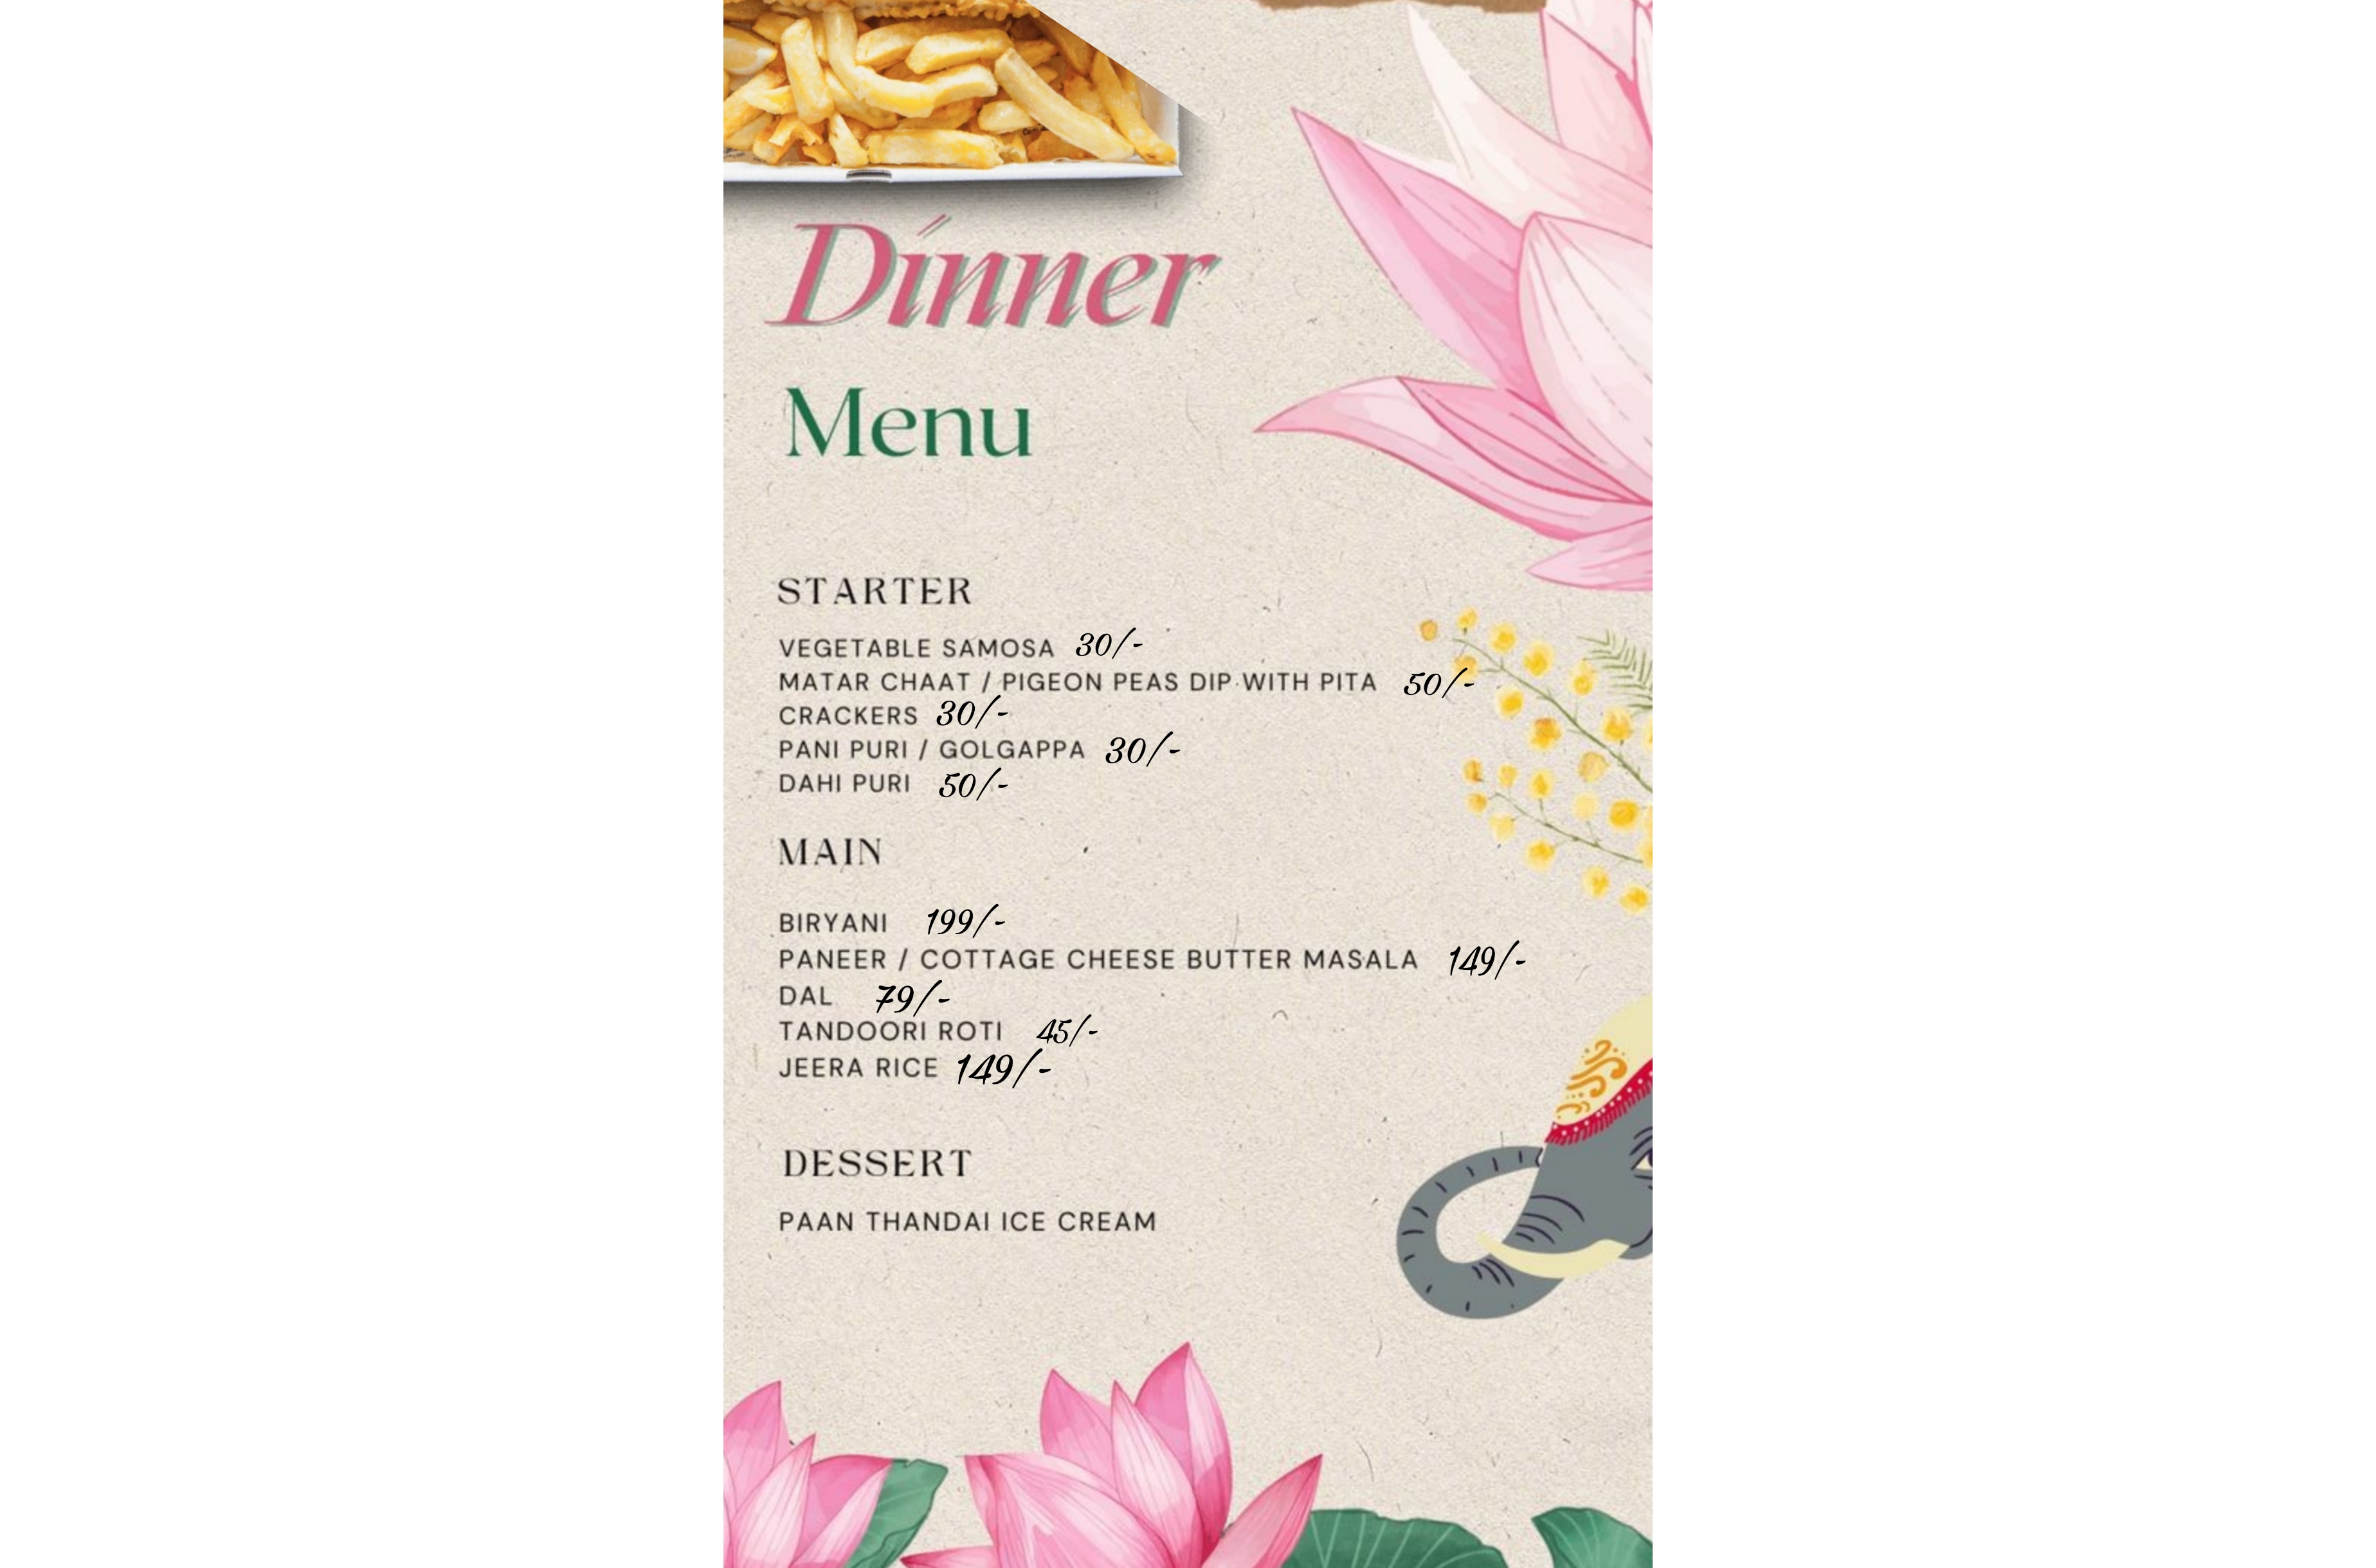 Dinner
Menu
STARTER
VEGETABLE SAMOSA 30/-
MATAR CHAAT / PIGEON PEAS DIP WITH PITA 50/-
CRACKERS 30/-
PANI PURI / GOLGAPPA 30/-
DAHI PURI 50/-
MAIN
BIRYANI 199/-
PANEER / COTTAGE CHEESE BUTTER MASALA 149/-
DAL 79/-
TANDOORI ROTI 45/-
JEERA RICE 149/-
DESSERT
PAAN THANDAI ICE CREAM